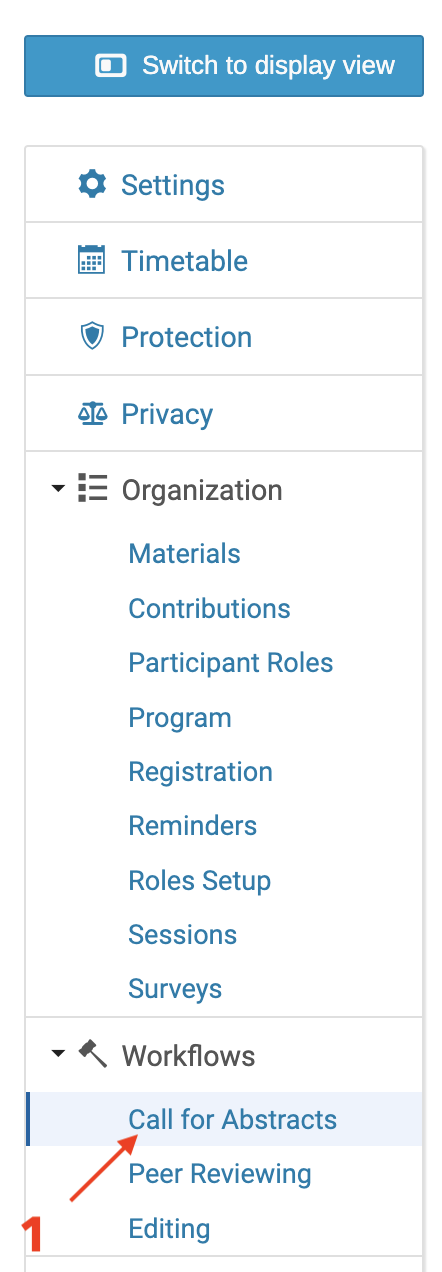 Switch to display view
Settings
Timetable
Protection
Privacy
Organization
Materials
Contributions
Participant Roles
Program
Registration
Reminders
Roles Setup
Sessions
Surveys
Workflows
Call for Abstracts
Peer Reviewing
1
Editing